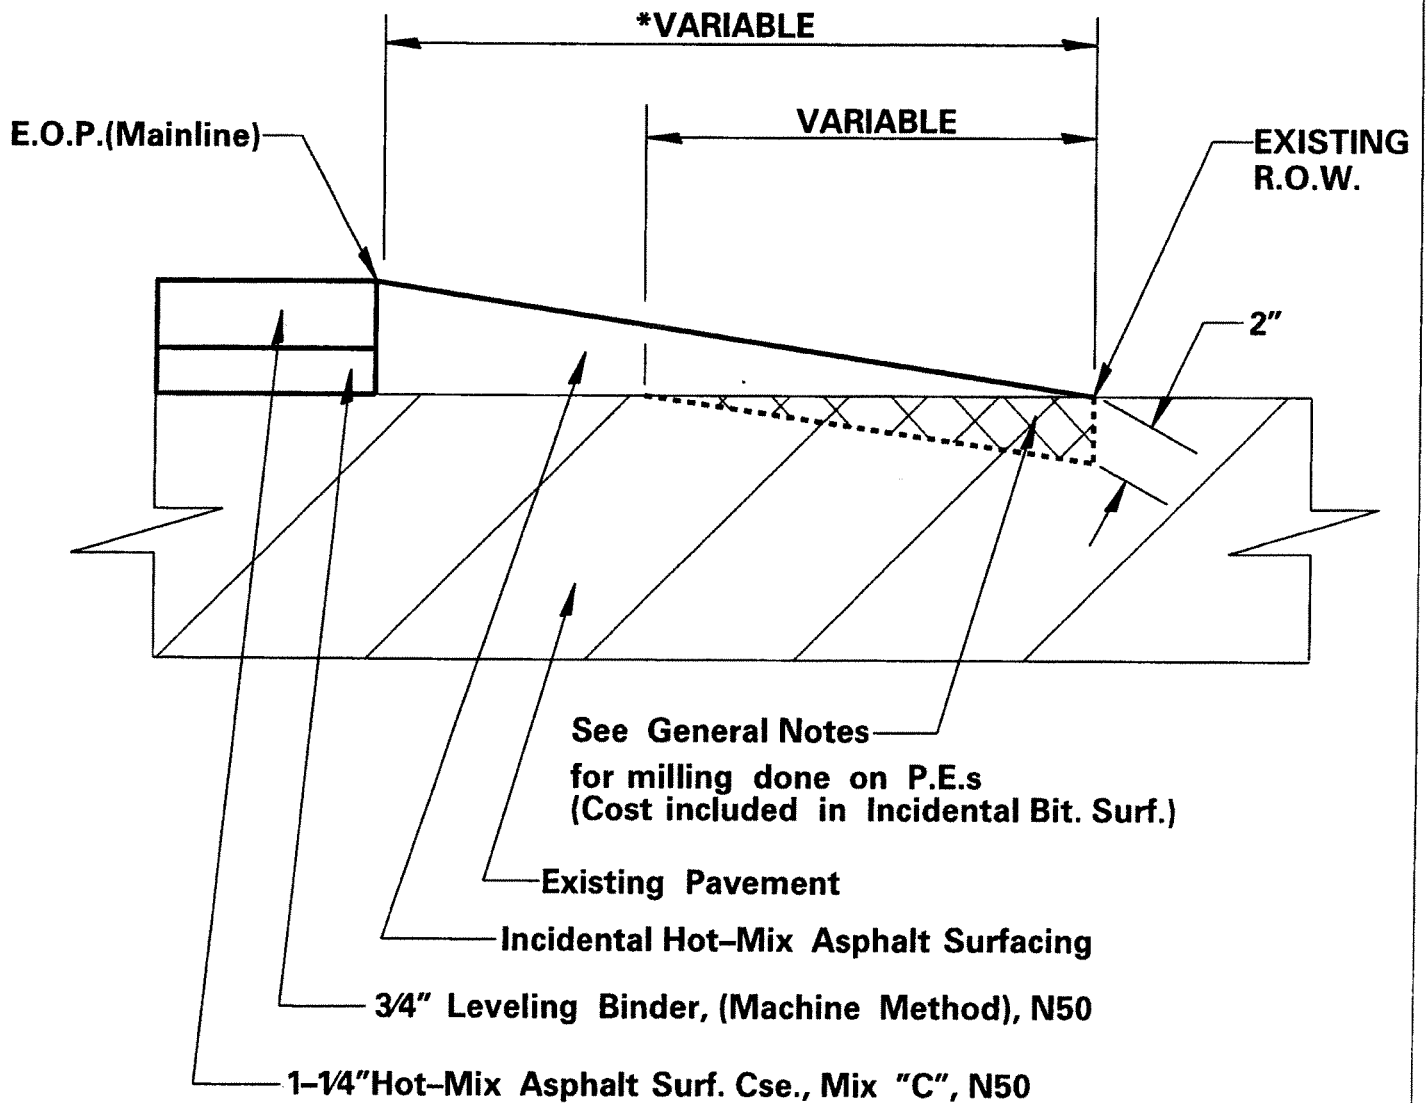 *VARIABLE
VARIABLE
E.O.P.(Mainline)
EXISTING
R.O.W.
2"
See General Notes
for milling done on P.E.s
(Cost included in Incidental Bit. Surf.)
Existing Pavement
Incidental Hot-Mix Asphalt Surfacing
3/4" Leveling Binder, (Machine Method), N50
1-1/4"Hot-Mix Asphalt Surf. Cse., Mix "C", N50